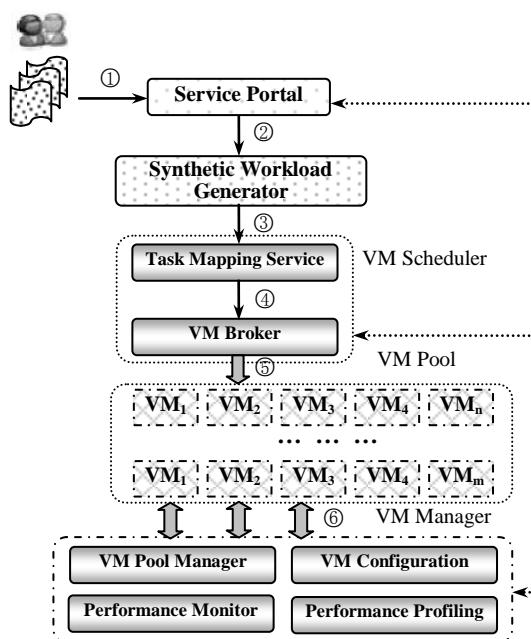 ①
Service Portal
②
Synthetic Workload
Generator
③
Task Mapping Service
VM Scheduler
④
VM Broker
⑤
VM Pool
VM₁ VM₂ VM₃ VM₄ VMₙ
... ... ...
VM₁ VM₂ VM₃ VM₄ VMₘ
⑥
VM Manager
VM Pool Manager
VM Configuration
Performance Monitor
Performance Profiling